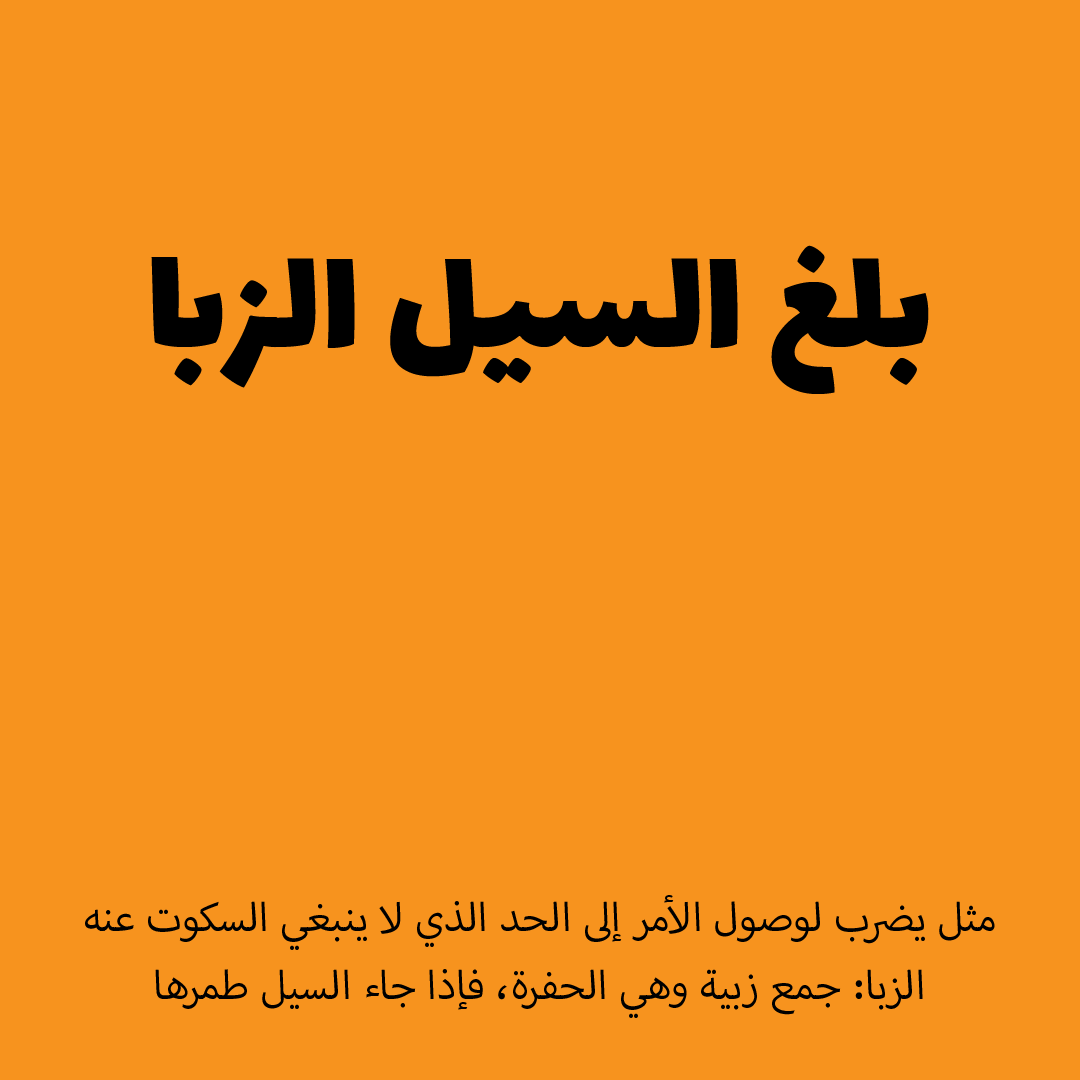 بلغ السيل الزبا
مثل يضرب لوصول الأمر إلى الحد الذي لا ينبغي السكوت عنه
الزبا: جمع زبية وهي الحفرة، فإذا جاء السيل طمرها